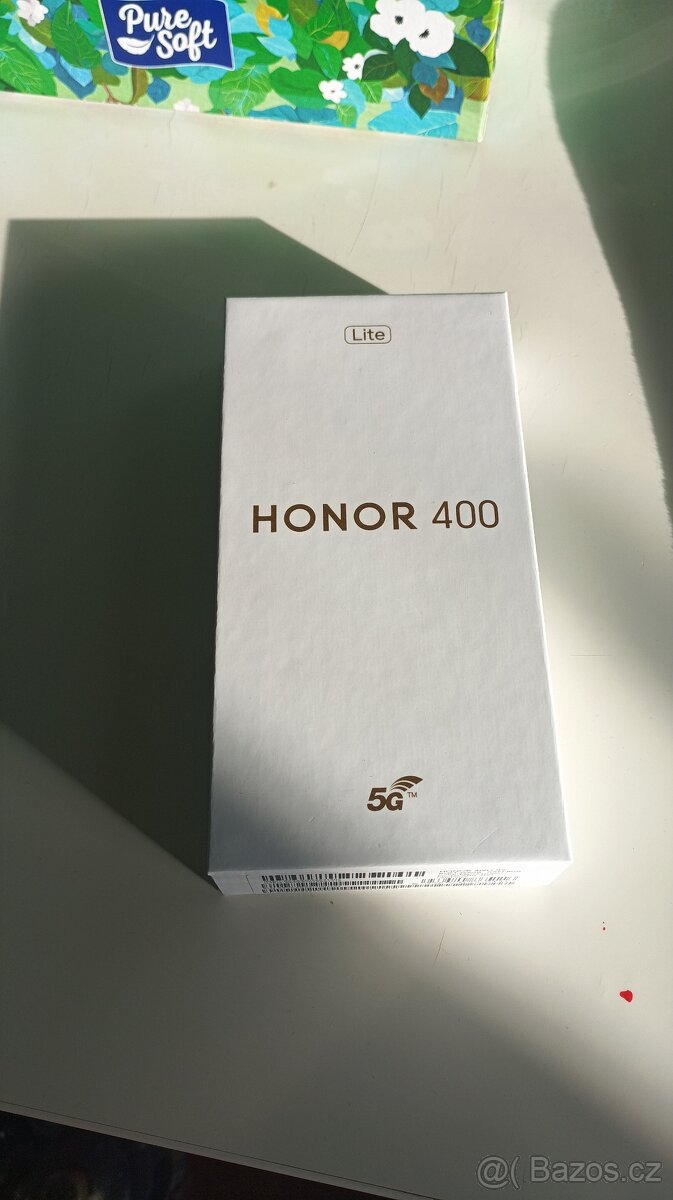 Pure
Soft
Lite
HONOR 400
5G™
@( Bazos.cz